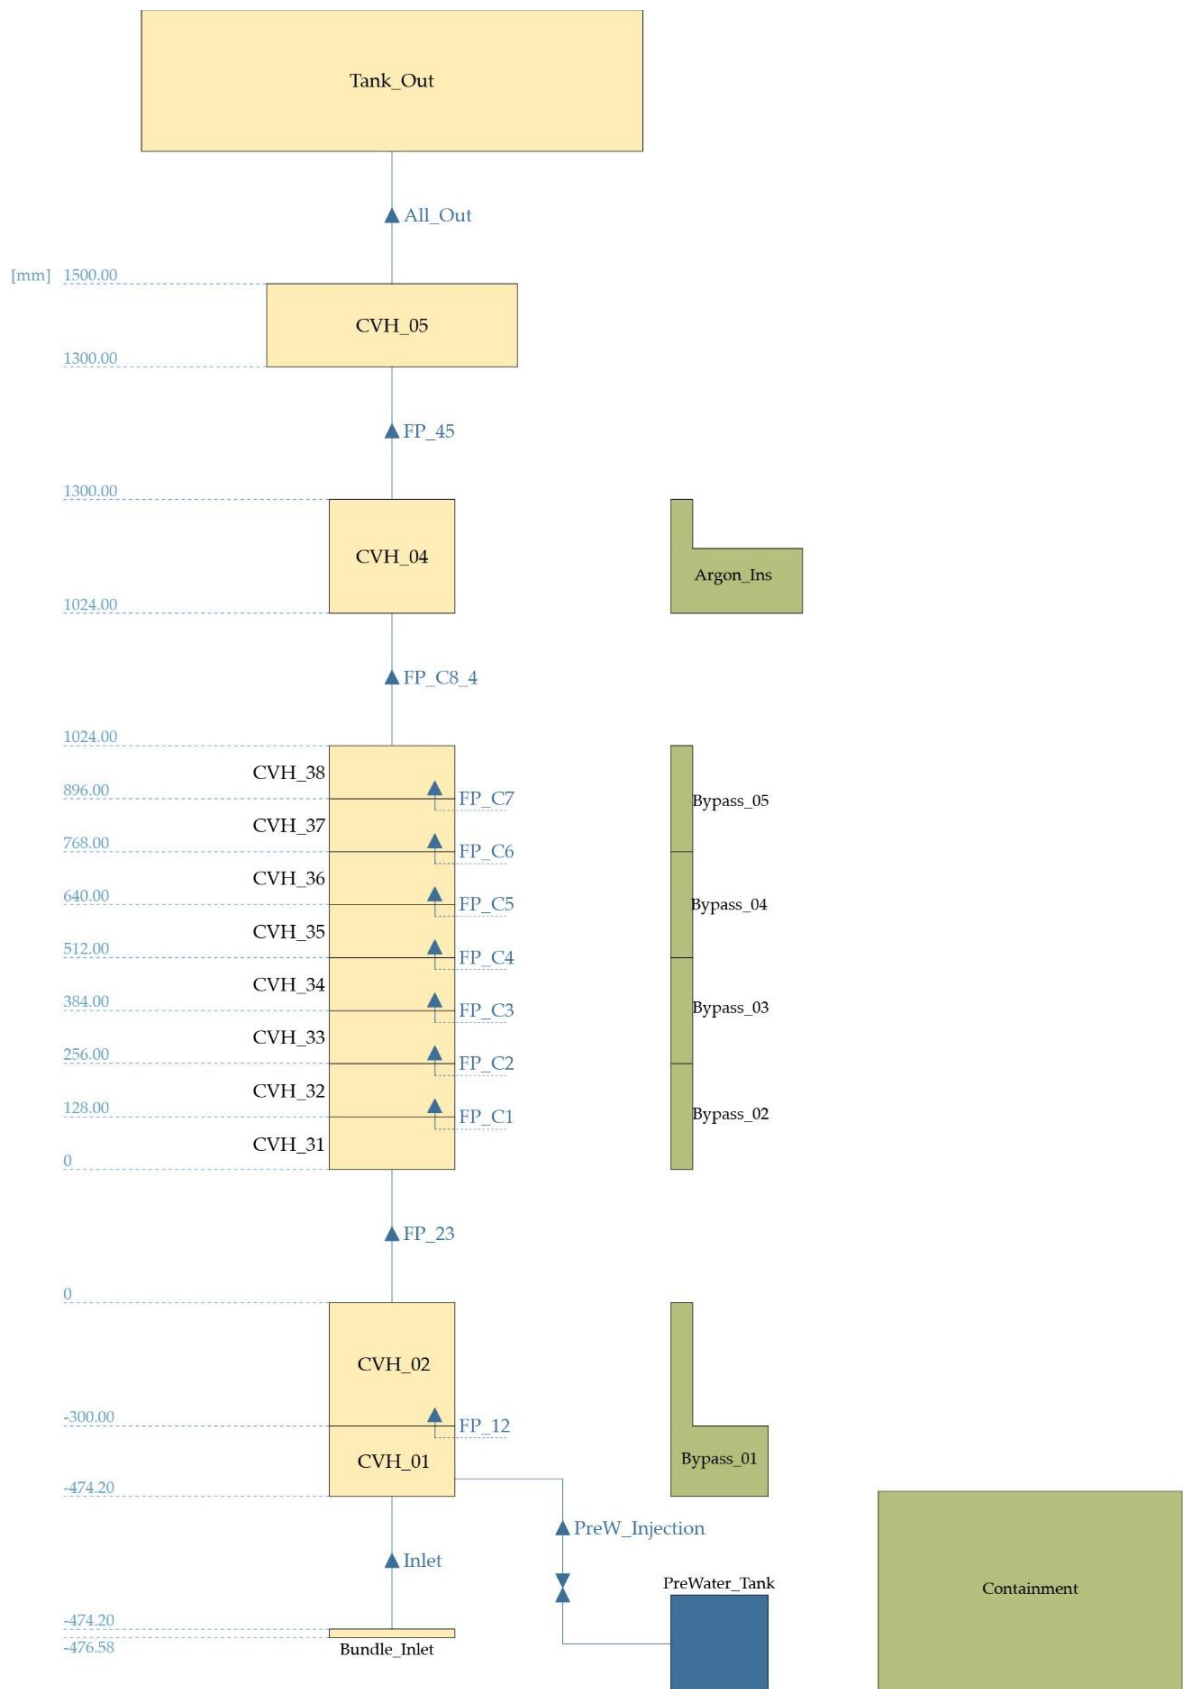 Tank_Out
All_Out
[mm] 1500.00
CVH_05
1300.00
FP_45
1300.00
CVH_04
Argon_Ins
1024.00
FP_C8_4
1024.00
CVH_38
896.00
FP_C7
Bypass_05
CVH_37
768.00
FP_C6
CVH_36
640.00
FP_C5
Bypass_04
CVH_35
512.00
FP_C4
CVH_34
384.00
FP_C3
Bypass_03
CVH_33
256.00
FP_C2
CVH_32
128.00
FP_C1
Bypass_02
CVH_31
0
FP_23
0
CVH_02
-300.00
FP_12
CVH_01
Bypass_01
-474.20
PreW_Injection
Inlet
PreWater_Tank
Containment
-474.20
-476.58
Bundle_Inlet